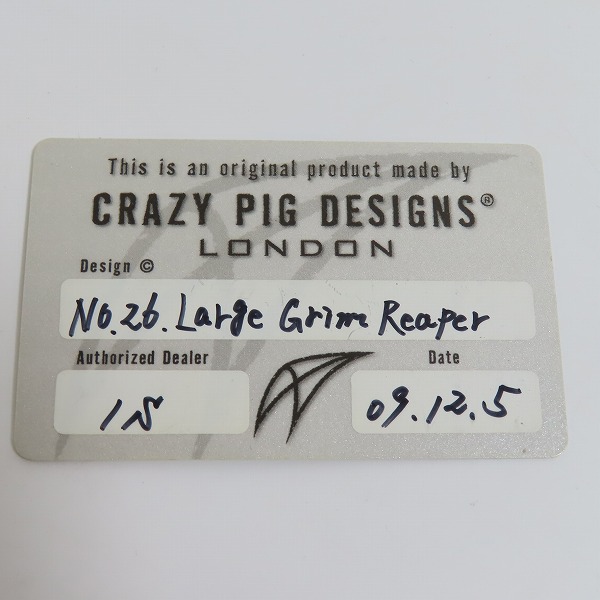 This is an original product made by
CRAZY PIG DESIGNS®
LONDON
Design ©
No.26. Large Grim Reaper
Authorized Dealer
Date
09.12.5